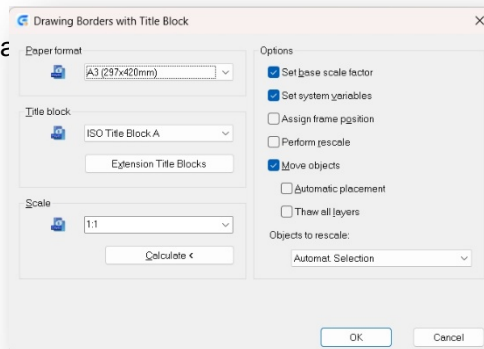 Drawing Borders with Title Block
a
Paper format
A3 (297x420mm)
Title block
ISO Title Block A
Extension Title Blocks
Scale
1:1
Calculate <
Options
Set base scale factor
Set system variables
Assign frame position
Perform rescale
Move objects
Automatic placement
Thaw all layers
Objects to rescale:
Automat. Selection
OK
Cancel